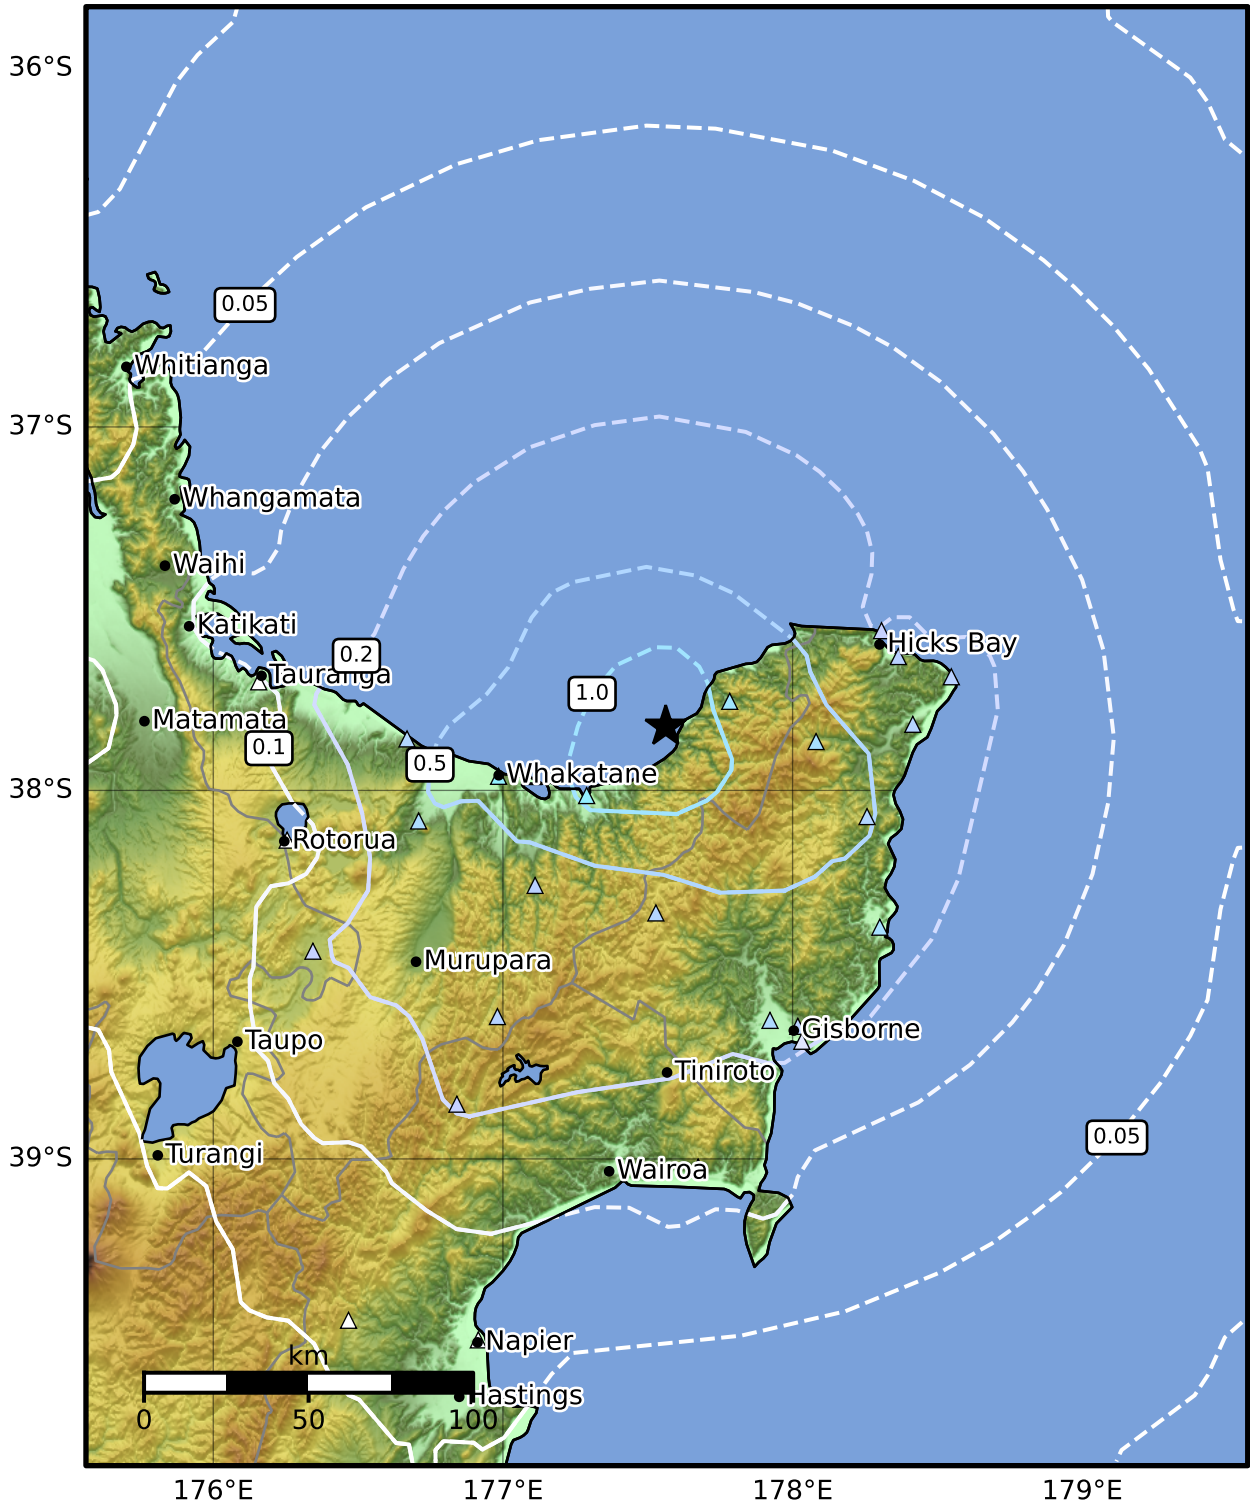 36°S
0.05
Whitianga
37°S
Whangamata
Waihi
Katikati
Hicks Bay
0.2
Tauranga
1.0
Matamata
0.1
0.5
Whakatane
38°S
Rotorua
Murupara
Gisborne
Taupo
Tiniroto
0.05
39°S
Turangi
Wairoa
Napier
km
Hastings
0 50 100
176°E 177°E 178°E 179°E